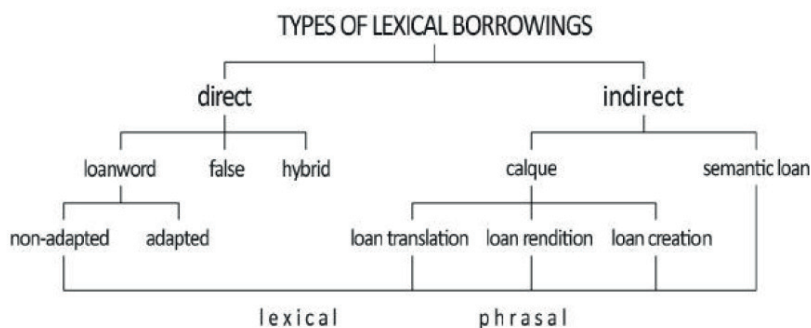 TYPES OF LEXICAL BORROWINGS
direct indirect
loanword false hybrid calque semantic loan
non-adapted adapted loan translation loan rendition loan creation
lexical phrasal